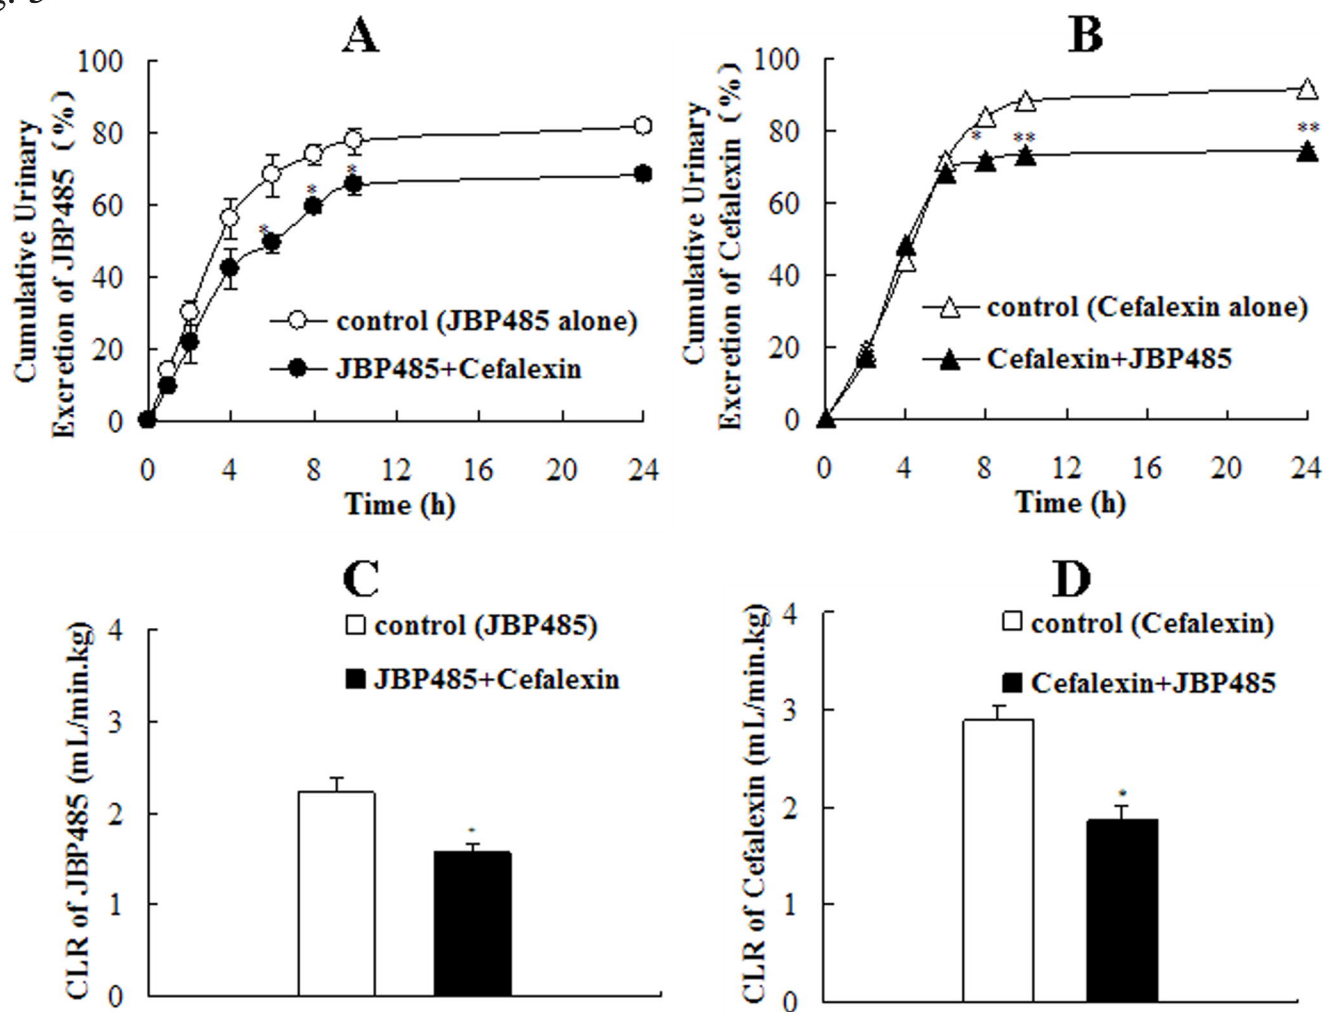 A
Cumulative Urinary
Excretion of JBP485 (%)
100
80
60
40
20
0
*
*
*
control (JBP485 alone)
JBP485+Cefalexin
0 4 8 12 16 20 24
Time (h)
B
Cumulative Urinary
Excretion of Cefalexin (%)
100
80
60
40
20
0
*
**
**
control (Cefalexin alone)
Cefalexin+JBP485
0 4 8 12 16 20 24
Time (h)
C
control (JBP485)
JBP485+Cefalexin
CLR of JBP485 (mL/min.kg)
4
3
2
1
0
*
D
control (Cefalexin)
Cefalexin+JBP485
CLR of Cefalexin (mL/min.kg)
4
3
2
1
0
*